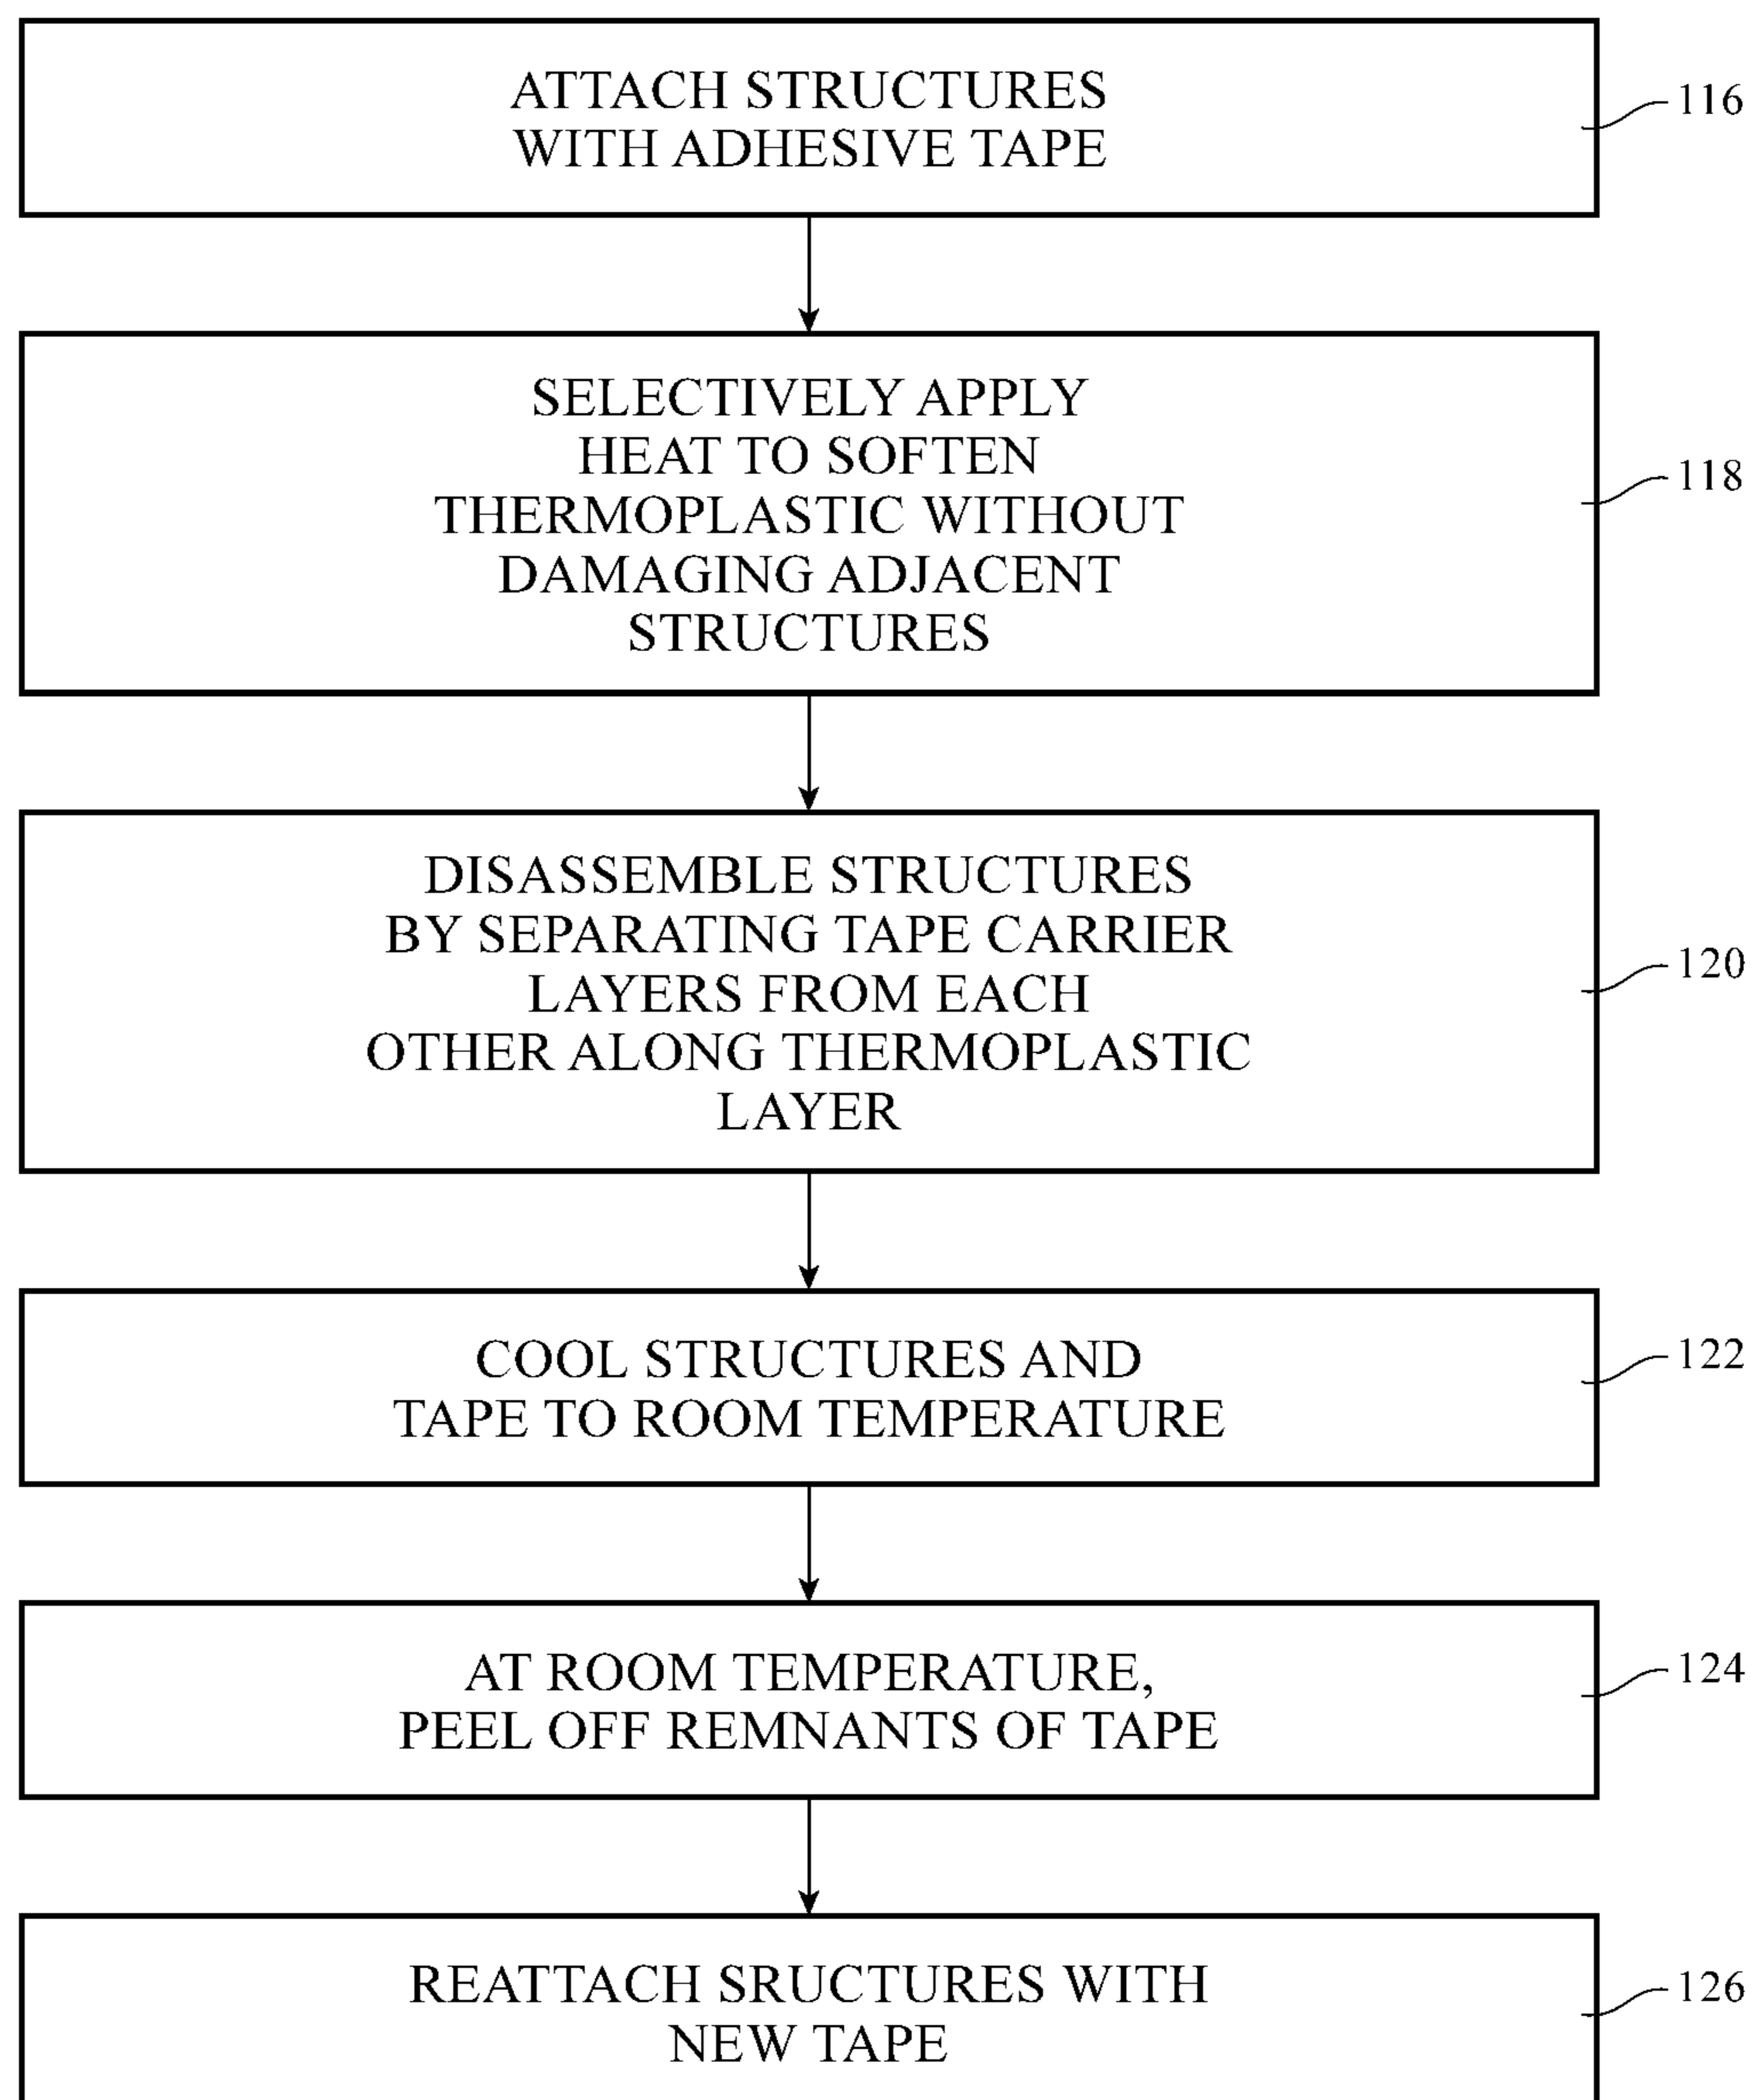 ATTACH STRUCTURES
WITH ADHESIVE TAPE
116
SELECTIVELY APPLY
HEAT TO SOFTEN
THERMOPLASTIC WITHOUT
DAMAGING ADJACENT
STRUCTURES
118
DISASSEMBLE STRUCTURES
BY SEPARATING TAPE CARRIER
LAYERS FROM EACH
OTHER ALONG THERMOPLASTIC
LAYER
120
COOL STRUCTURES AND
TAPE TO ROOM TEMPERATURE
122
AT ROOM TEMPERATURE,
PEEL OFF REMNANTS OF TAPE
124
REATTACH SRUCTURES WITH
NEW TAPE
126